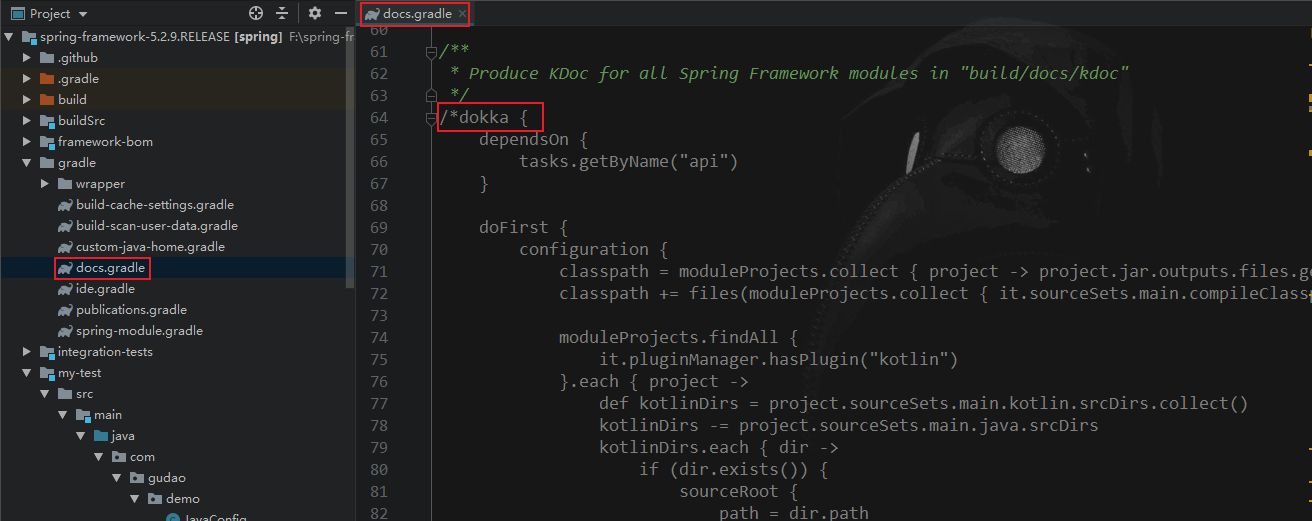 Project
spring-framework-5.2.9.RELEASE [spring] F:\spring-fr
.github
.gradle
build
buildSrc
framework-bom
gradle
wrapper
build-cache-settings.gradle
build-scan-user-data.gradle
custom-java-home.gradle
docs.gradle
ide.gradle
publications.gradle
spring-module.gradle
integration-tests
my-test
src
main
java
com
gudao
demo
JavaConfig
docs.gradle
60
61 /**
62 * Produce KDoc for all Spring Framework modules in "build/docs/kdoc"
63 */
64 /*dokka {
65 dependsOn {
66 tasks.getByName("api")
67 }
68
69 doFirst {
70 configuration {
71 classpath = moduleProjects.collect { project -> project.jar.outputs.files.ge
72 classpath += files(moduleProjects.collect { it.sourceSets.main.compileClass
73
74 moduleProjects.findAll {
75 it.pluginManager.hasPlugin("kotlin")
76 }.each { project ->
77 def kotlinDirs = project.sourceSets.main.kotlin.srcDirs.collect()
78 kotlinDirs -= project.sourceSets.main.java.srcDirs
79 kotlinDirs.each { dir ->
80 if (dir.exists()) {
81 sourceRoot {
82 path = dir.path